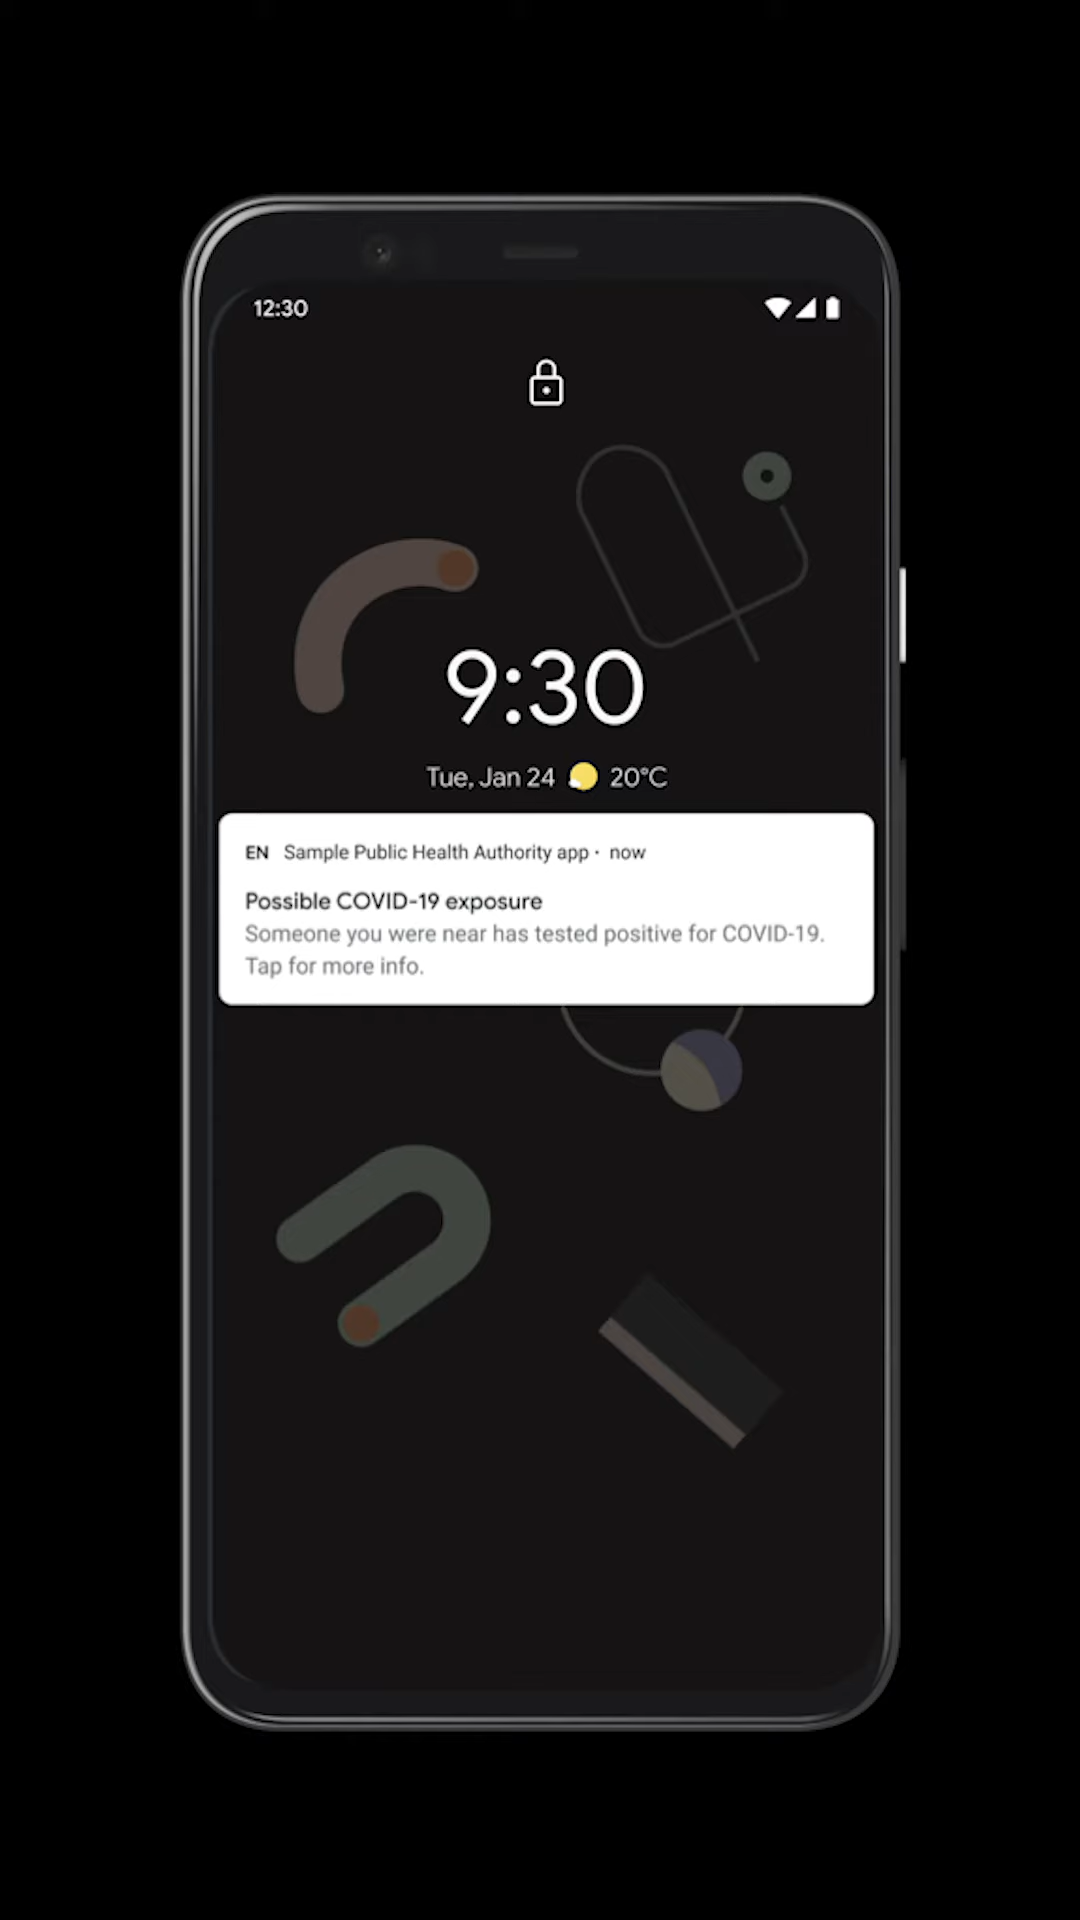 12:30
9:30
Tue, Jan 24 20°C
EN Sample Public Health Authority app · now
Possible COVID-19 exposure
Someone you were near has tested positive for COVID-19.
Tap for more info.